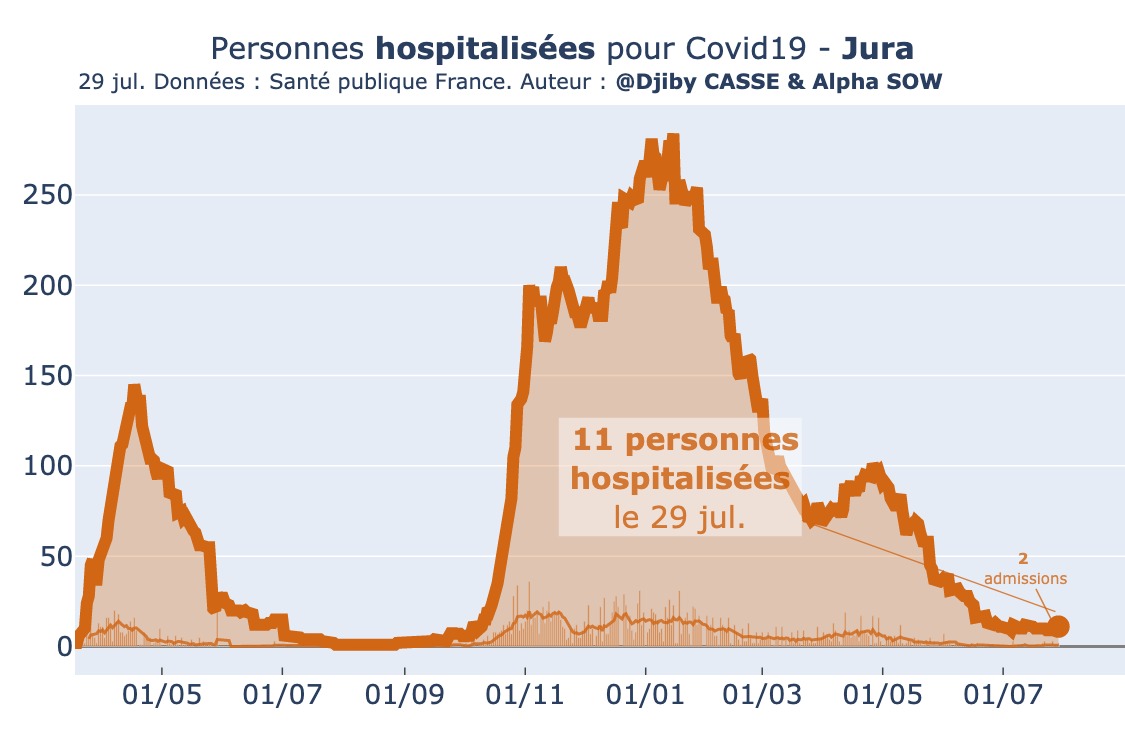 Personnes hospitalisées pour Covid19 - Jura
29 jul. Données : Santé publique France. Auteur : @Djiby CASSE & Alpha SOW
250
200
150
100
50
0
11 personnes
hospitalisées
le 29 jul.
2
admissions
01/05 01/07 01/09 01/11 01/01 01/03 01/05 01/07